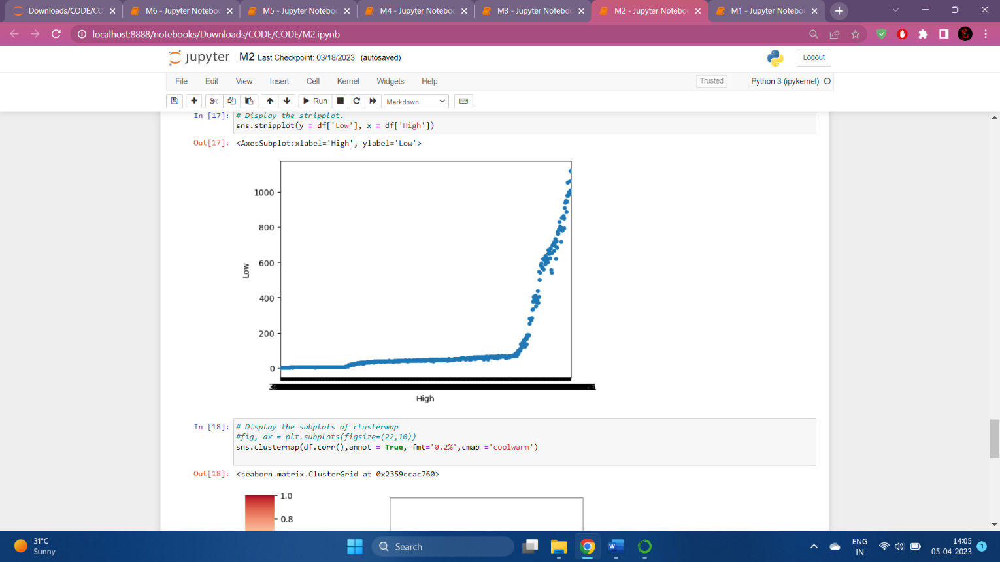 Downloads/CODE/CO
M6 - Jupyter Noteboo
M5 - Jupyter Noteboo
M4 - Jupyter Noteboo
M3 - Jupyter Noteboo
M2 - Jupyter Noteboo
M1 - Jupyter Noteboo
localhost:8888/notebooks/Downloads/CODE/CODE/M2.ipynb
jupyter M2 Last Checkpoint: 03/18/2023 (autosaved)
Logout
File Edit View Insert Cell Kernel Widgets Help
Trusted
Python 3 (ipykernel)
Run
Markdown
In [17]: # Display the stripplot.
sns.stripplot(y = df['Low'], x = df['High'])
Out[17]: <AxesSubplot:xlabel='High', ylabel='Low'>
1000
800
600
400
200
0
Low
High
In [18]: # Display the subplots of clustermap
#fig, ax = plt.subplots(figsize=(22,10))
sns.clustermap(df.corr(),annot = True, fmt='0.2%',cmap ='coolwarm')
Out[18]: <seaborn.matrix.ClusterGrid at 0x2359ccac760>
1.0
0.8
31°C
Sunny
Search
ENG
IN
14:05
05-04-2023
1